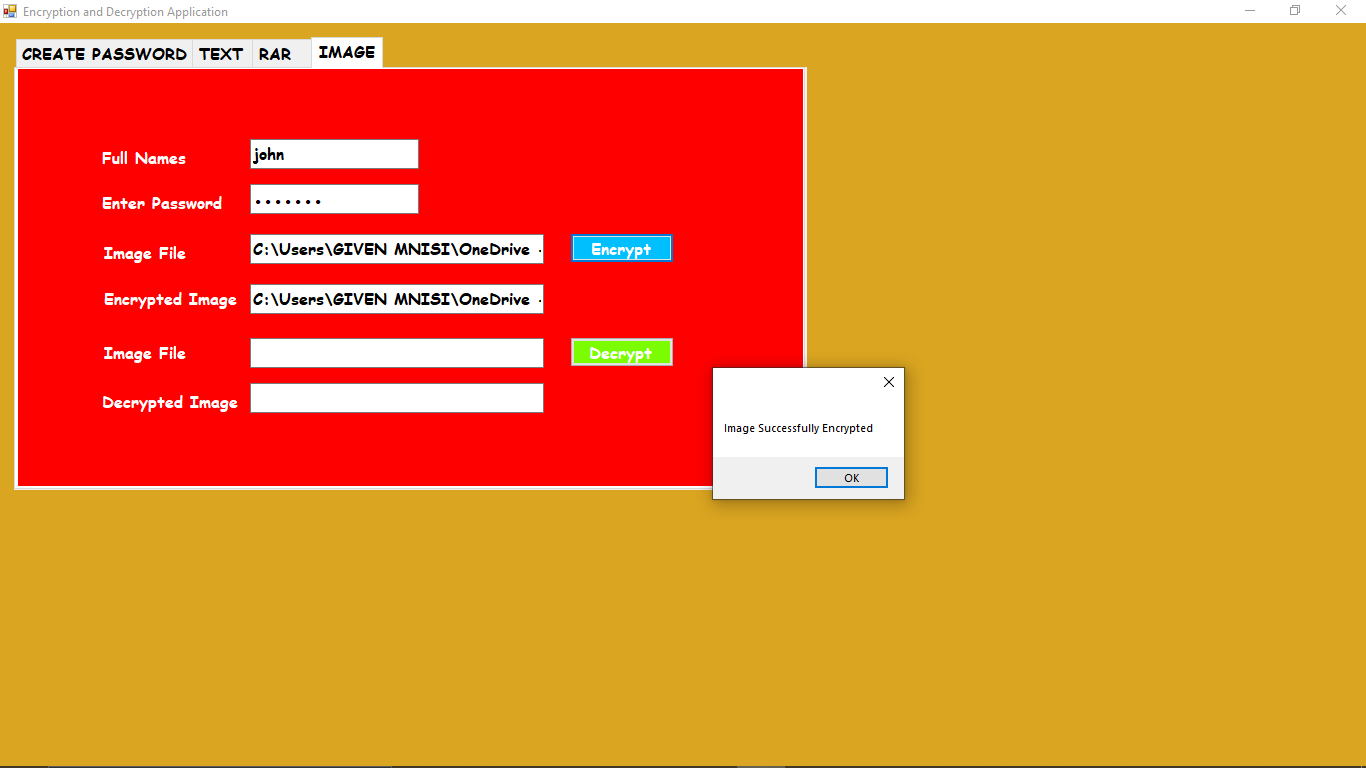 Encryption and Decryption Application
CREATE PASSWORD TEXT RAR IMAGE
Full Names john
Enter Password •••••••
Image File C:\Users\GIVEN MNISI\OneDrive - Encrypt
Encrypted Image C:\Users\GIVEN MNISI\OneDrive -
Image File Decrypt
Decrypted Image
Image Successfully Encrypted
OK